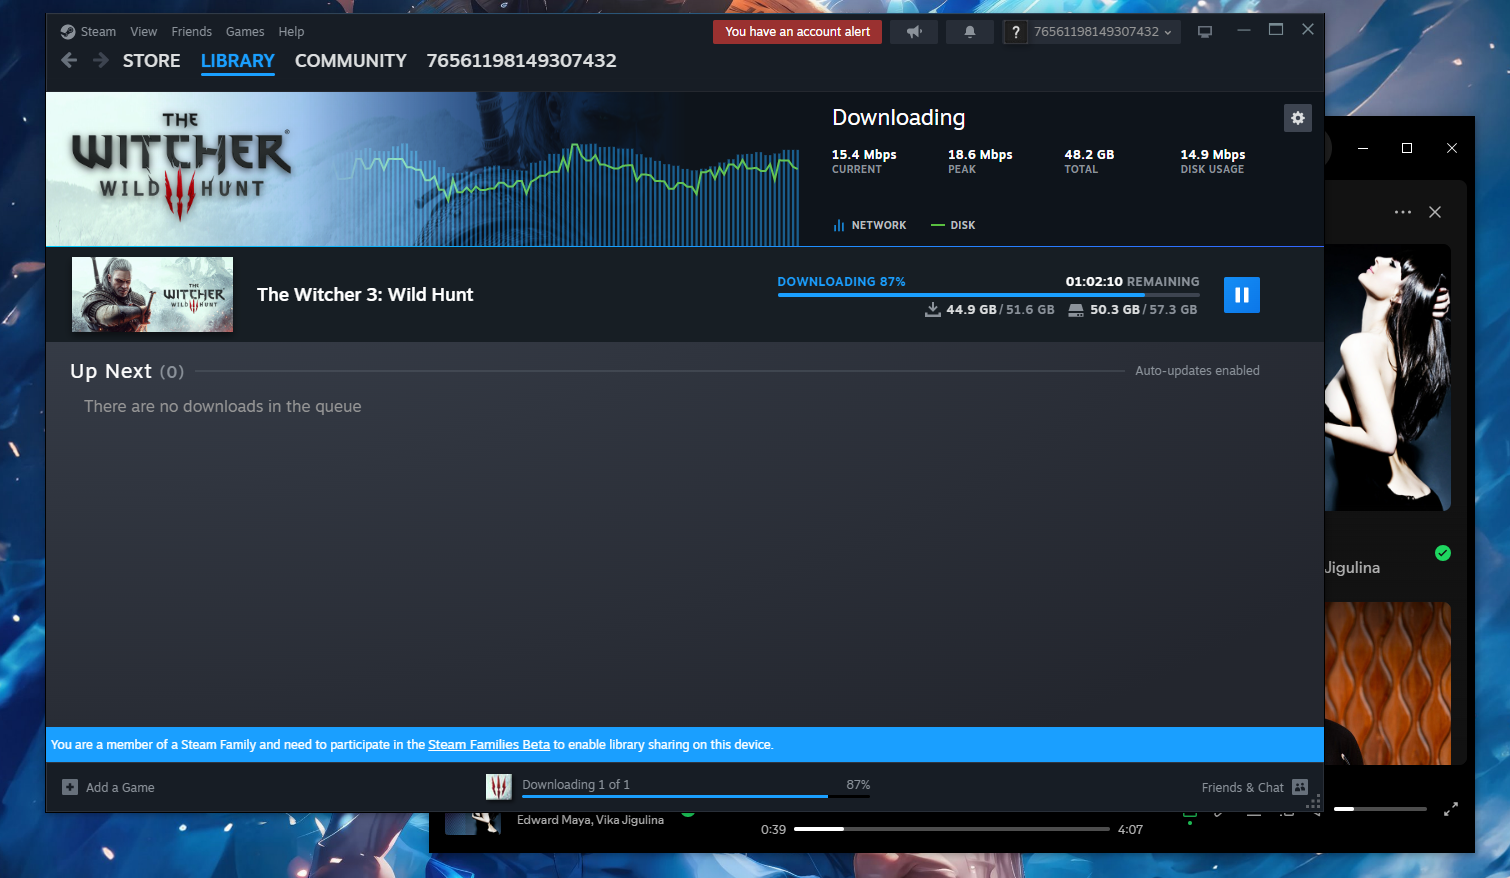 Steam View Friends Games Help
You have an account alert
? 76561198149307432
STORE LIBRARY COMMUNITY 76561198149307432
THE
WITCHER
WILD HUNT
Downloading
15.4 Mbps 18.6 Mbps 48.2 GB 14.9 Mbps
CURRENT PEAK TOTAL DISK USAGE
NETWORK DISK
THE
WITCHER
WILD HUNT
The Witcher 3: Wild Hunt
DOWNLOADING 87% 01:02:10 REMAINING
44.9 GB / 51.6 GB 50.3 GB / 57.3 GB
Up Next (0) Auto-updates enabled
There are no downloads in the queue
Jigulina
You are a member of a Steam Family and need to participate in the Steam Families Beta to enable library sharing on this device.
Add a Game Downloading 1 of 1 87% Friends & Chat
Edward Maya, Vika Jigulina
0:39 4:07